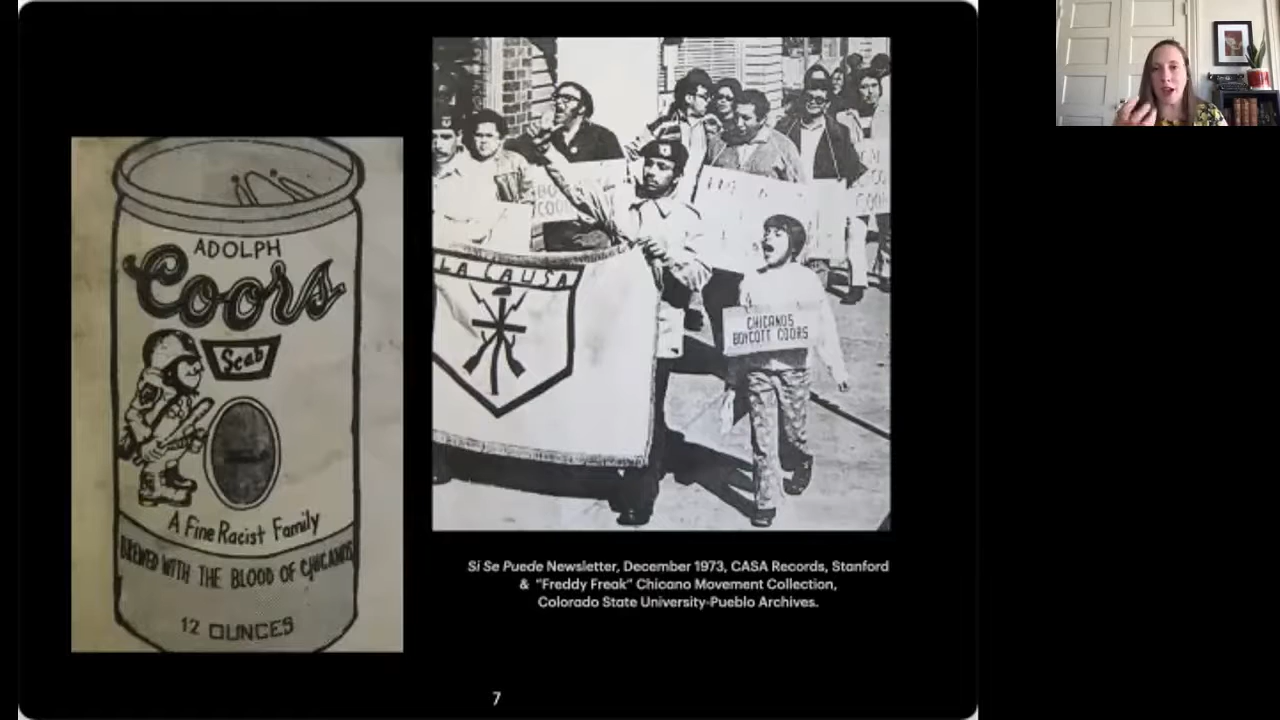 ADOLPH
Coors
Scab
A Fine Racist Family
BREWED WITH THE BLOOD OF CHICANOS
12 OUNCES
LA CAUSA
CHICANOS
BOYCOTT COORS
Si Se Puede Newsletter, December 1973, CASA Records, Stanford
& "Freddy Freak" Chicano Movement Collection,
Colorado State University-Pueblo Archives.
7